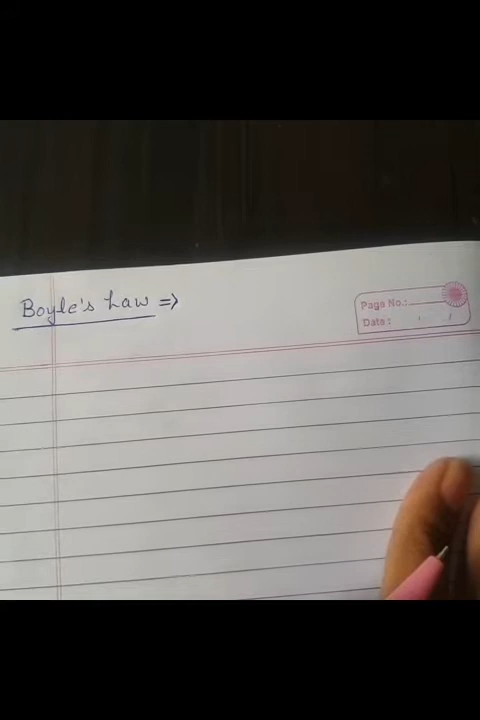 Boyle's Law =>
Page No.:
Date : / /